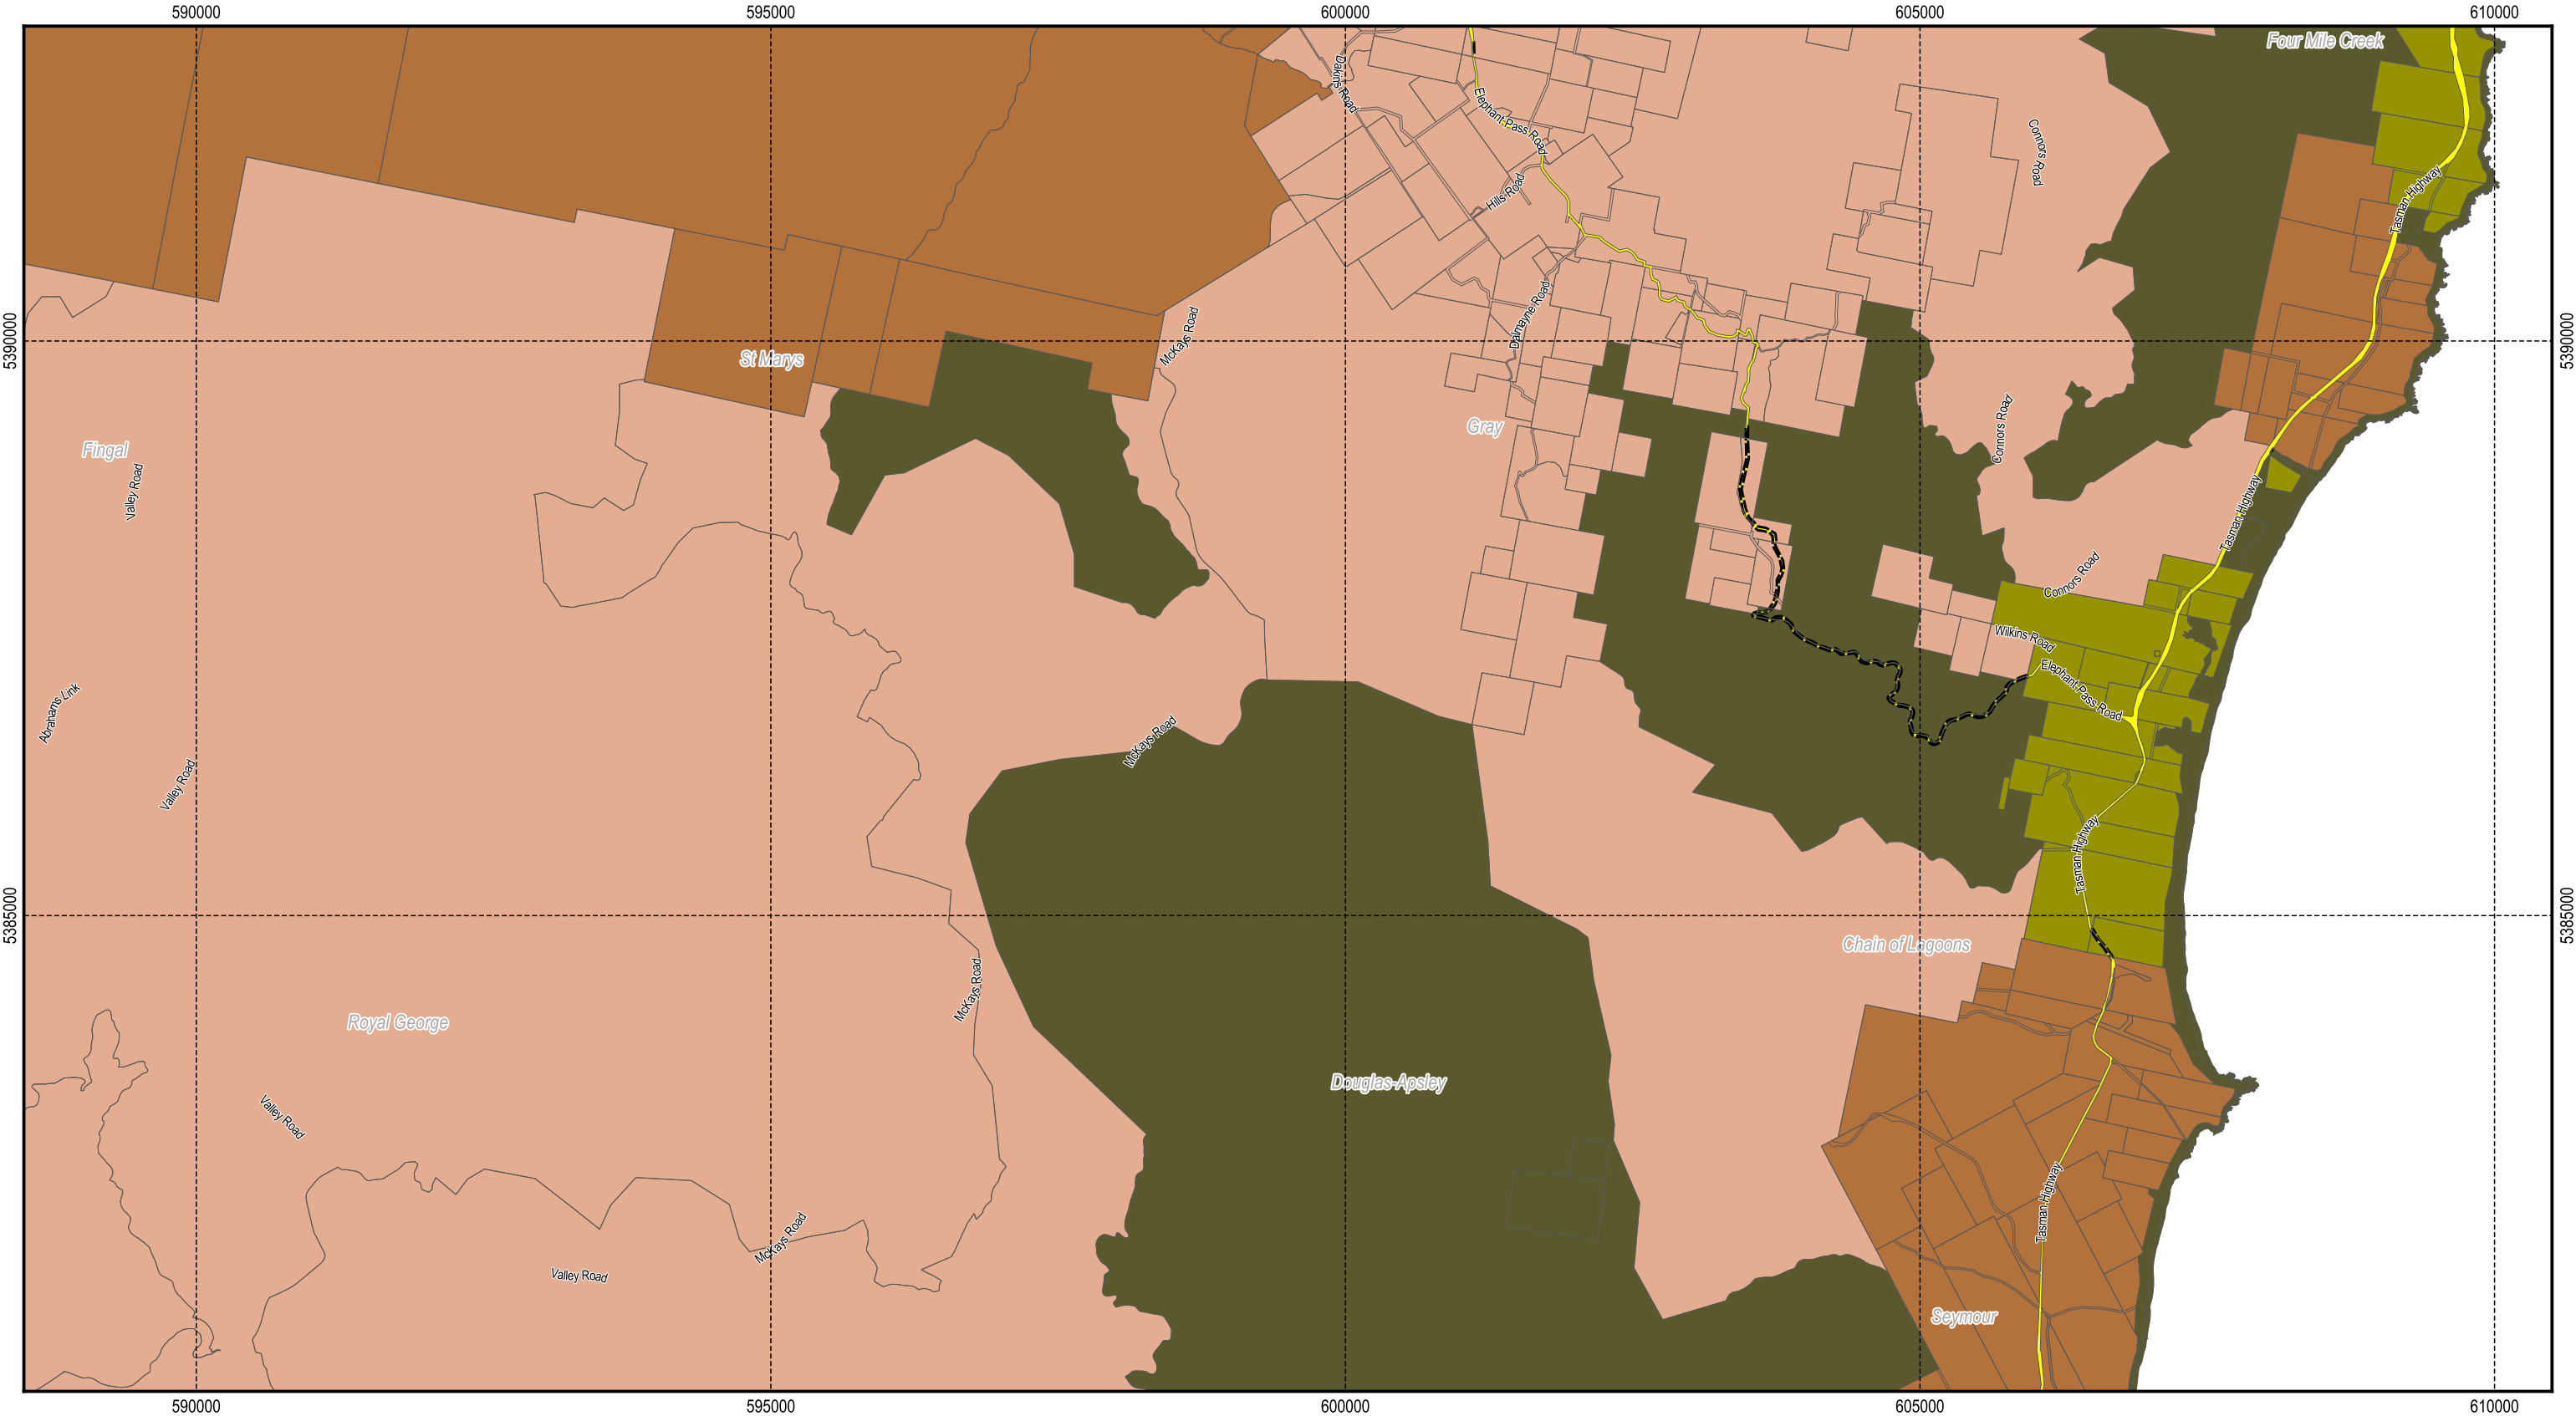 590000 595000 600000 605000 610000
Four Mile Creek
Dakins Road
Elephant Pass Road
Connors Road
Tasman Highway
Hills Road
McKays Road
Dalmayne Road
5390000
5390000
St Marys
Gray
Connors Road
Fingal
Valley Road
Tasman Highway
Connors Road
Wilkins Road
Elephant Pass Road
Abrahams Link
McKays Road
Valley Road
Tasman Highway
5385000
5385000
Chain of Lagoons
McKays Road
Royal George
Douglas-Apsley
Valley Road
Tasman Highway
McKays Road
Valley Road
Seymour
590000 595000 600000 605000 610000